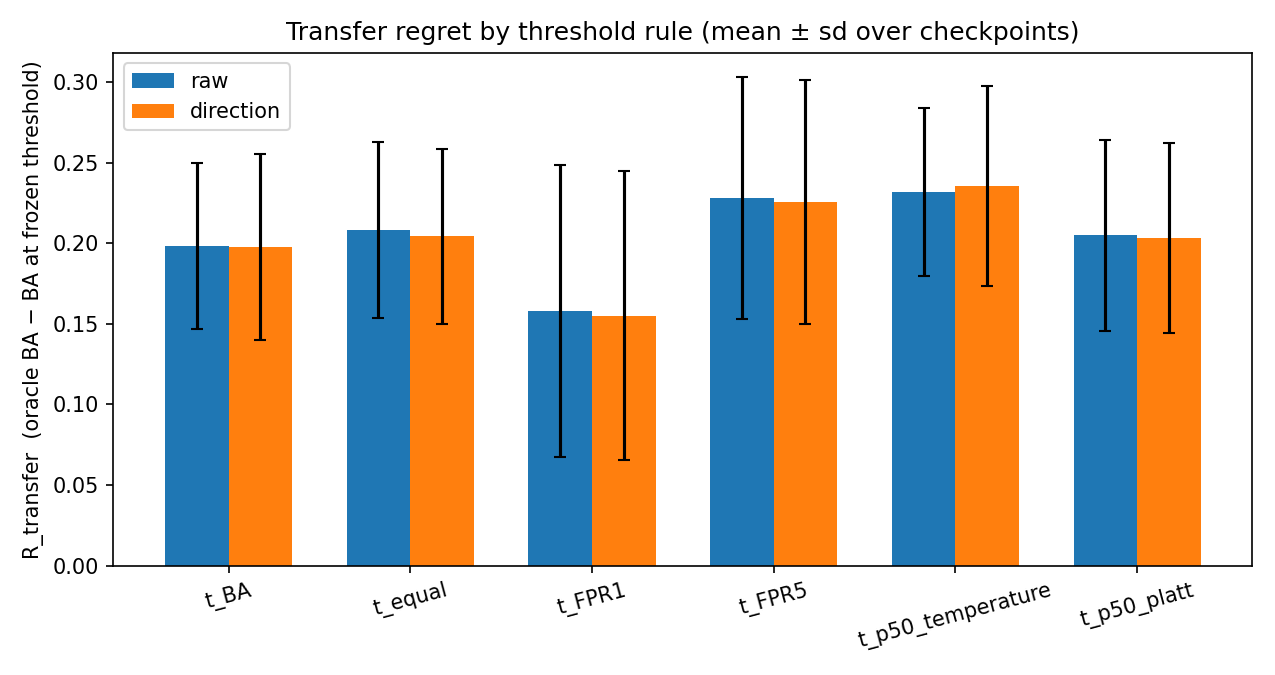 Transfer regret by threshold rule (mean ± sd over checkpoints)
raw
direction
R_transfer (oracle BA − BA at frozen threshold)
0.30
0.25
0.20
0.15
0.10
0.05
0.00
t_BA
t_equal
t_FPR1
t_FPR5
t_p50_temperature
t_p50_platt